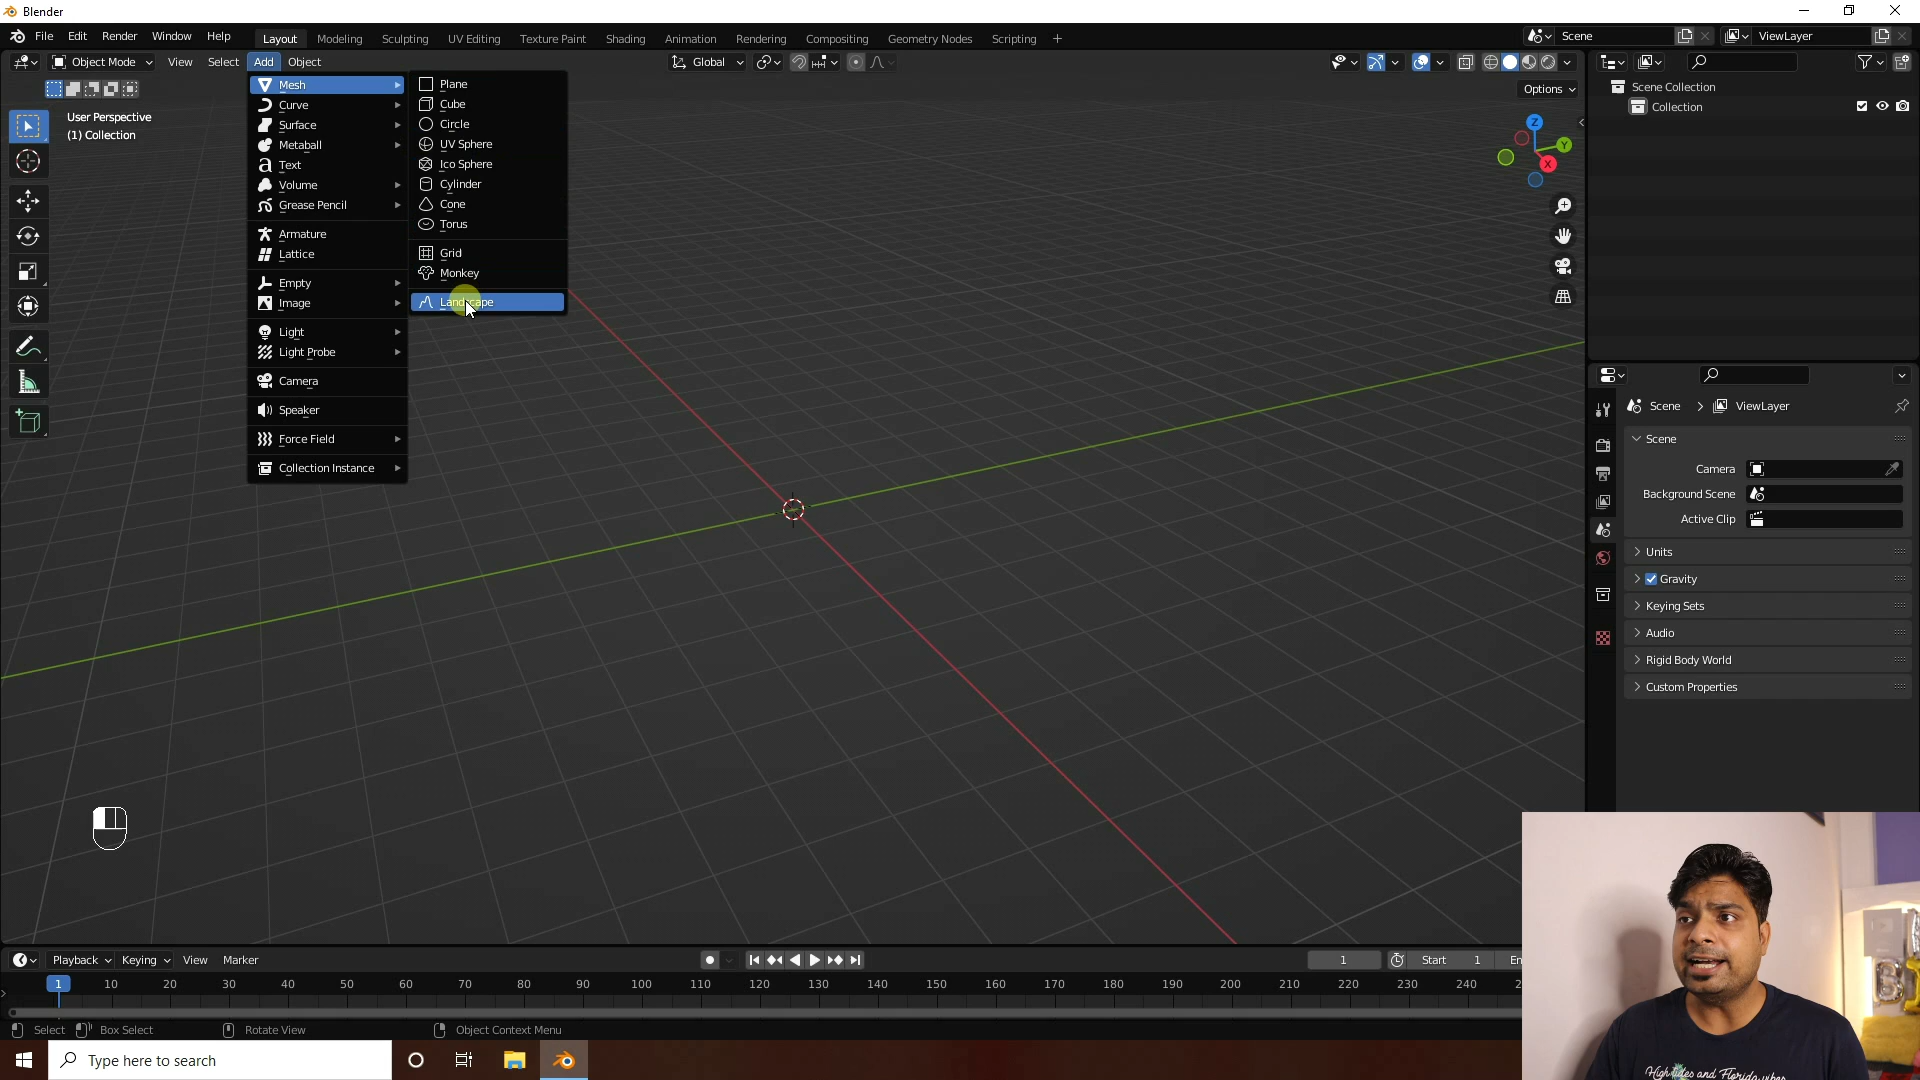 Blender
File Edit Render Window Help
Layout Modeling Sculpting UV Editing Texture Paint Shading Animation Rendering Compositing Geometry Nodes Scripting +
Scene
ViewLayer
Object Mode View Select Add Object
Global
Options
User Perspective
(1) Collection
Mesh
Curve
Surface
Metaball
Text
Volume
Grease Pencil
Armature
Lattice
Empty
Image
Light
Light Probe
Camera
Speaker
Force Field
Collection Instance
Plane
Cube
Circle
UV Sphere
Ico Sphere
Cylinder
Cone
Torus
Grid
Monkey
Landscape
Z
Y
X
Scene Collection
Collection
Scene > ViewLayer
Scene
Camera
Background Scene
Active Clip
Units
Gravity
Keying Sets
Audio
Rigid Body World
Custom Properties
Playback Keying View Marker
1
Start 1
1 10 20 30 40 50 60 70 80 90 100 110 120 130 140 150 160 170 180 190 200 210 220 230 240
Select Box Select Rotate View Object Context Menu
Type here to search
High tides and Florida vibes